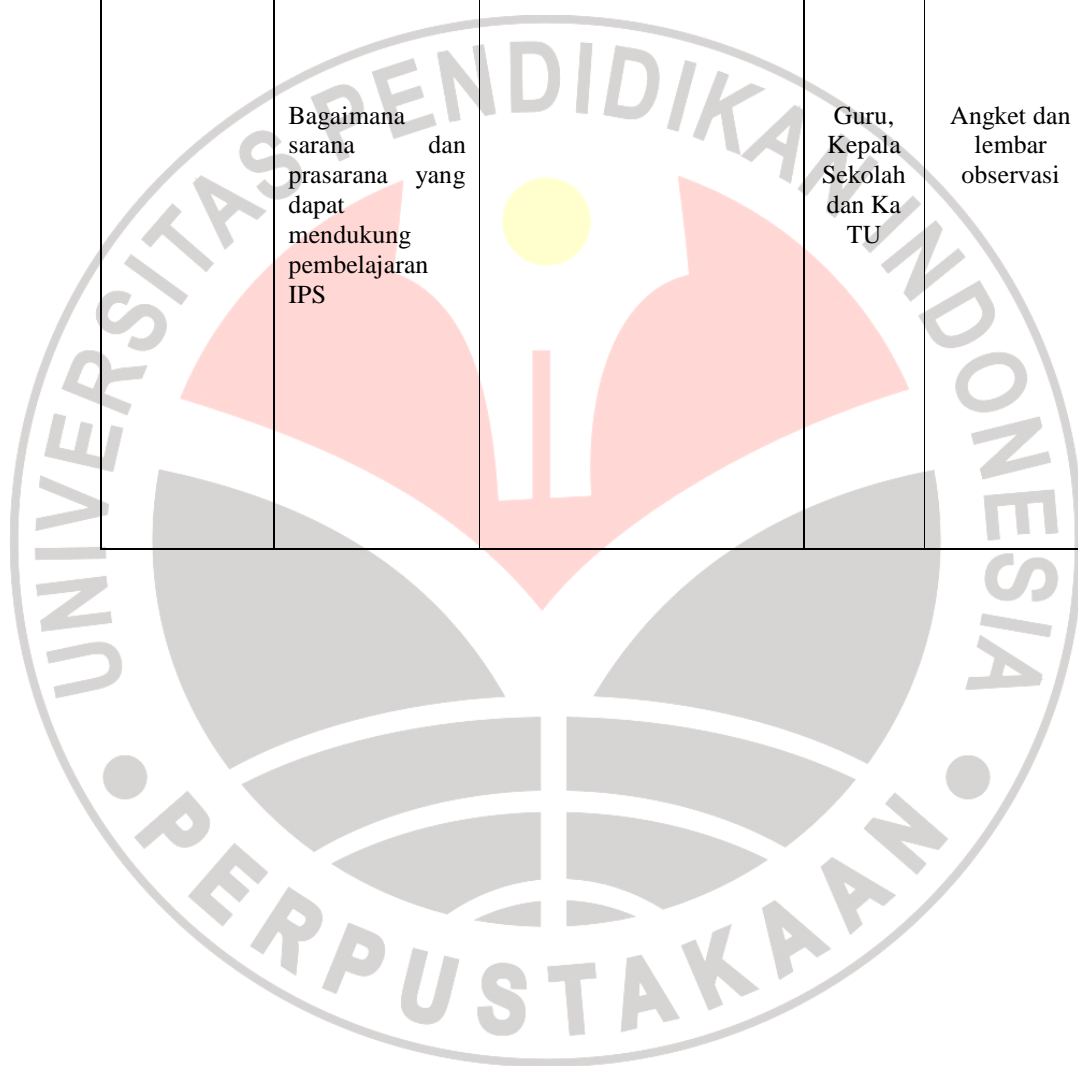 Bagaimana
sarana dan
prasarana yang
dapat
mendukung
pembelajaran
IPS
Guru,
Kepala
Sekolah
dan Ka
TU
Angket dan
lembar
observasi
UNIVERSITAS PENDIDIKAN INDONESIA
PERPUSTAKAAN